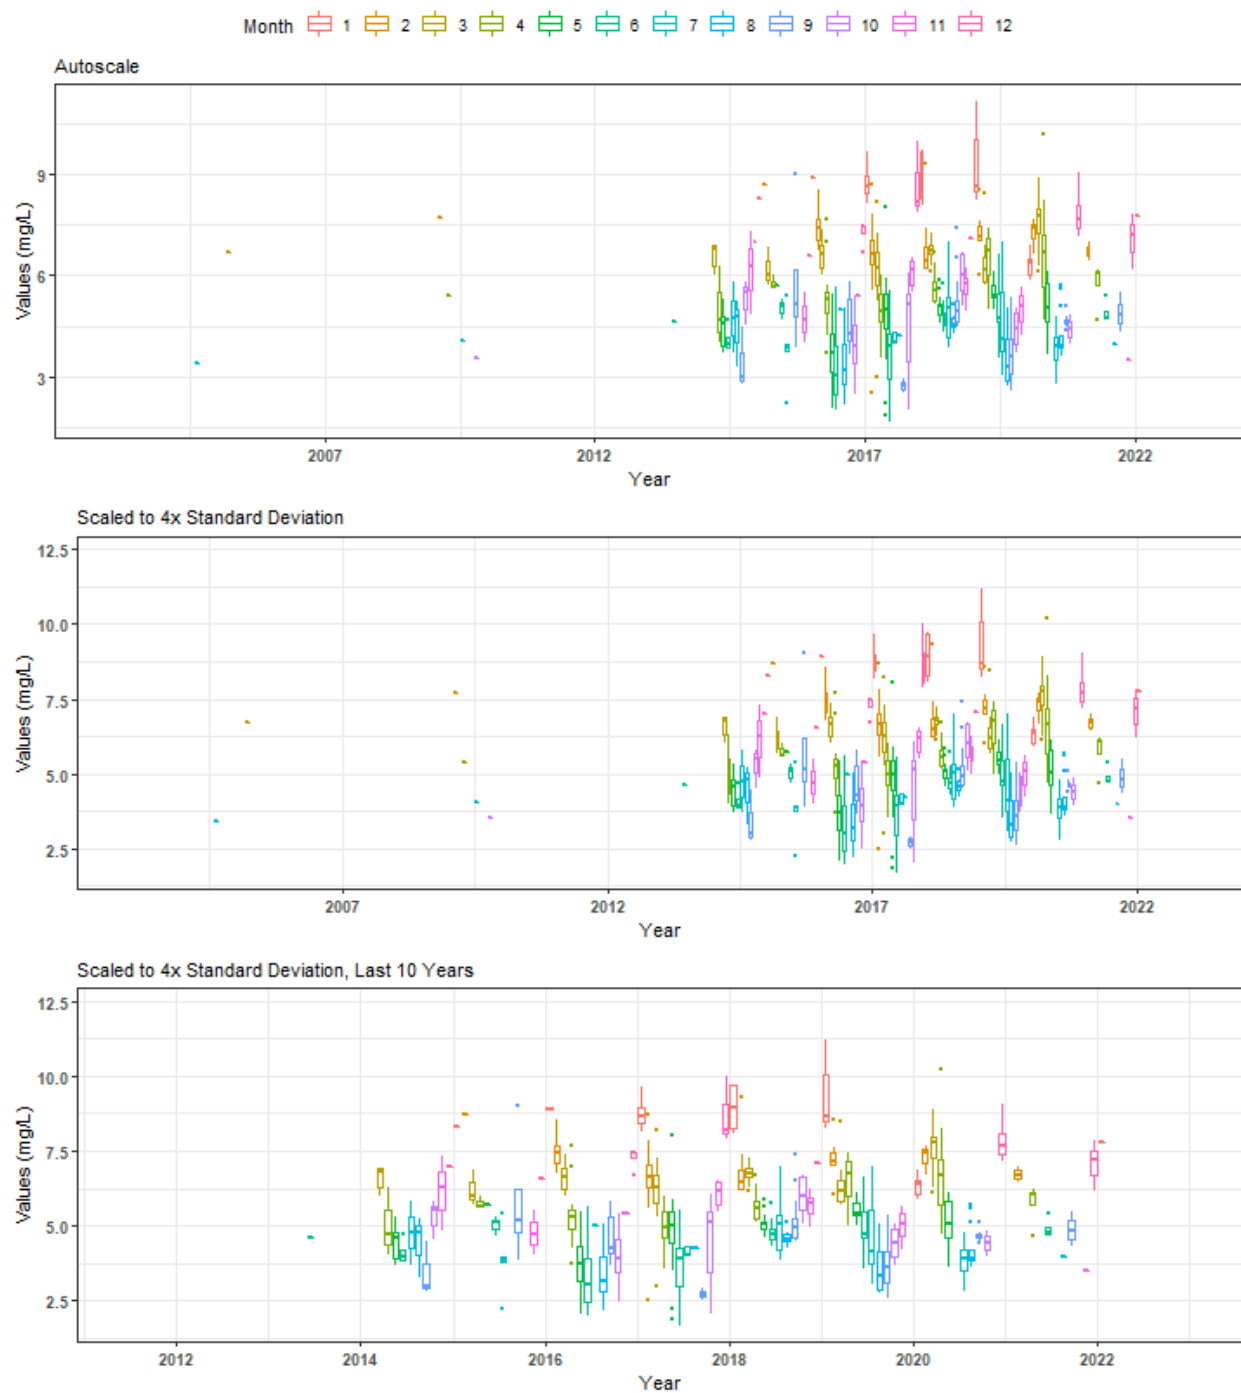 Month 1 2 3 4 5 6 7 8 9 10 11 12
Autoscale
Values (mg/L)
9
6
3
2007 2012 2017 2022
Year
Scaled to 4x Standard Deviation
Values (mg/L)
12.5
10.0
7.5
5.0
2.5
2007 2012 2017 2022
Year
Scaled to 4x Standard Deviation, Last 10 Years
Values (mg/L)
12.5
10.0
7.5
5.0
2.5
2012 2014 2016 2018 2020 2022
Year